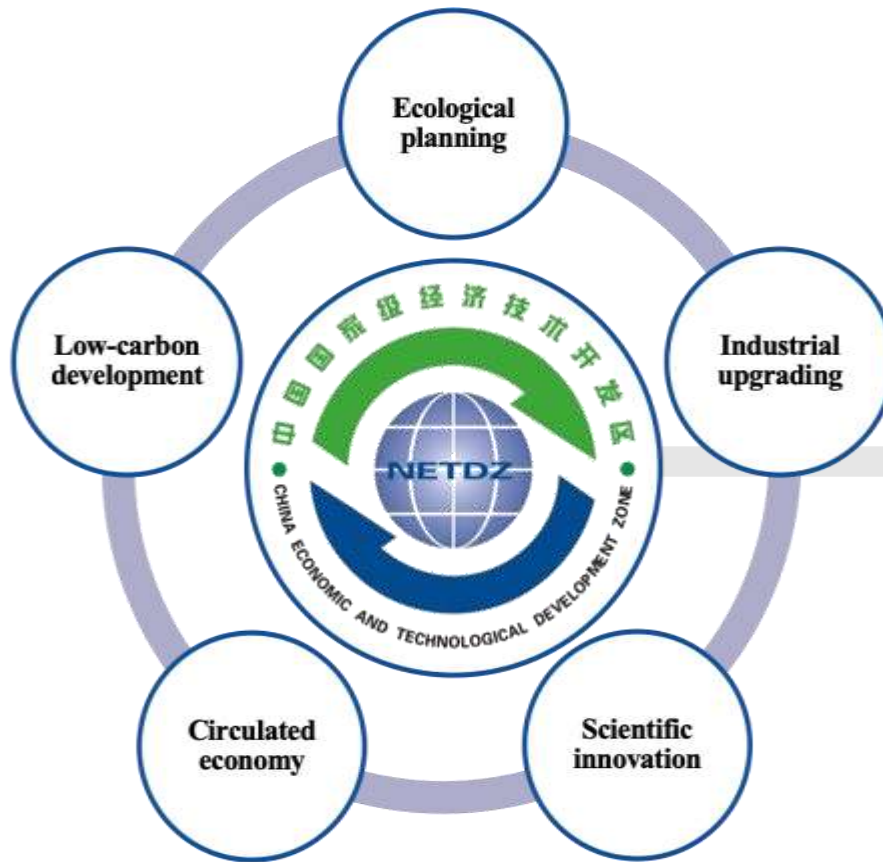 Ecological
planning
Low-carbon
development
Industrial
upgrading
中国国家级经济技术开发区
NETDZ
CHINA ECONOMIC AND TECHNOLOGICAL DEVELOPMENT ZONE
Circulated
economy
Scientific
innovation